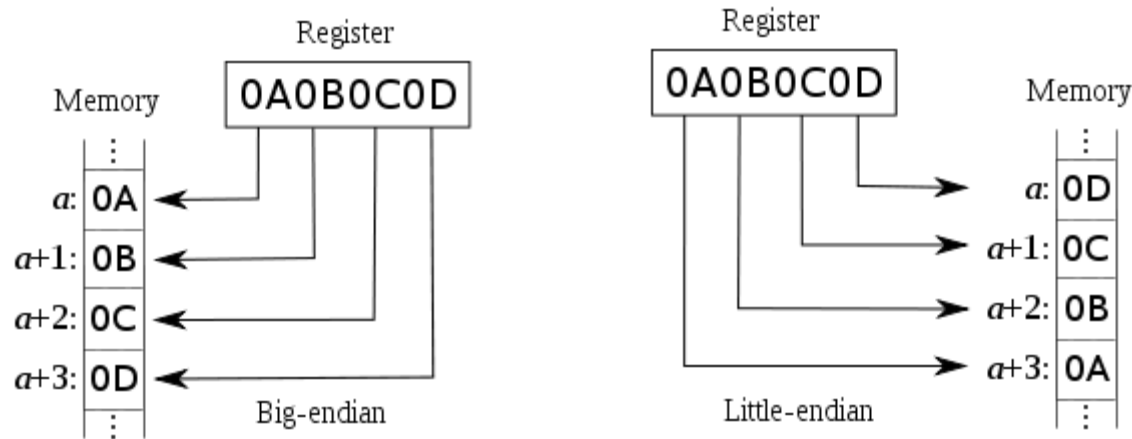 Register
0A0B0C0D
Memory
⋮
a: 0A
a+1: 0B
a+2: 0C
a+3: 0D
⋮
Big-endian
Register
0A0B0C0D
Memory
⋮
a: 0D
a+1: 0C
a+2: 0B
a+3: 0A
⋮
Little-endian